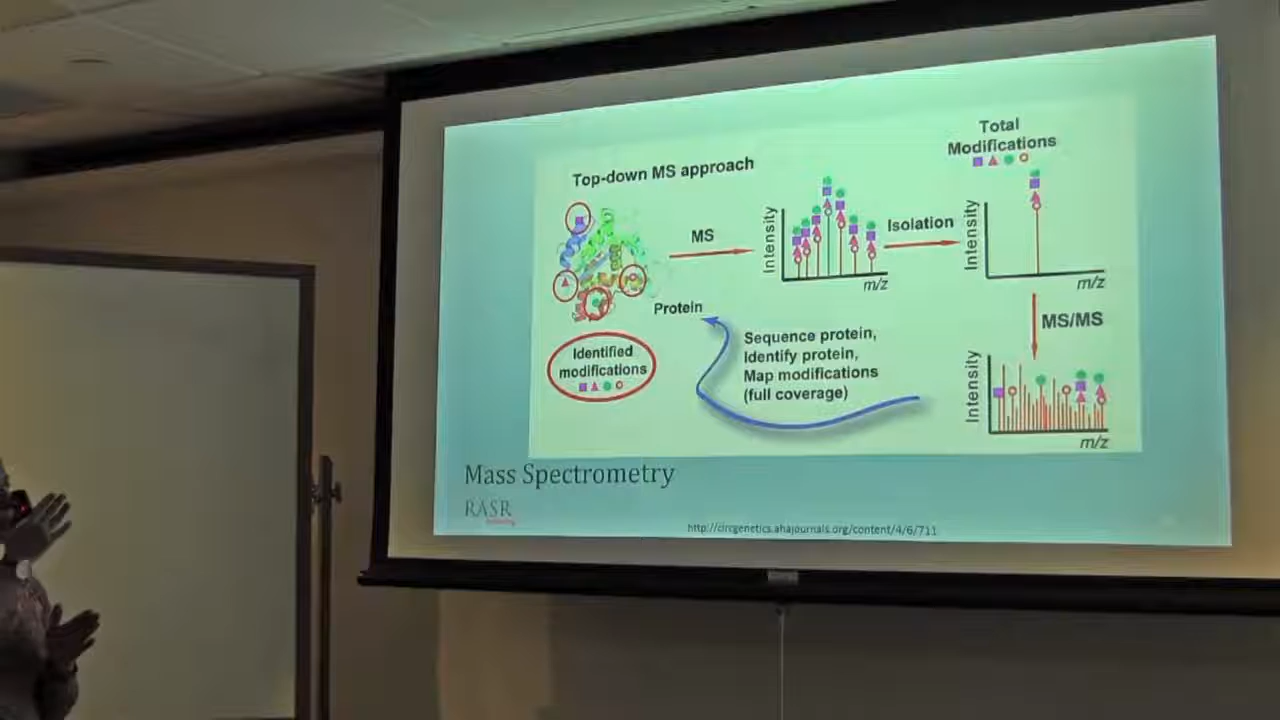 Top-down MS approach
Total
Modifications
MS
Intensity
m/z
Isolation
Intensity
m/z
Protein
MS/MS
Identified
modifications
Sequence protein,
Identify protein,
Map modifications
(full coverage)
Intensity
m/z
Mass Spectrometry
RASR
http://circgenetics.ahajournals.org/content/4/6/711